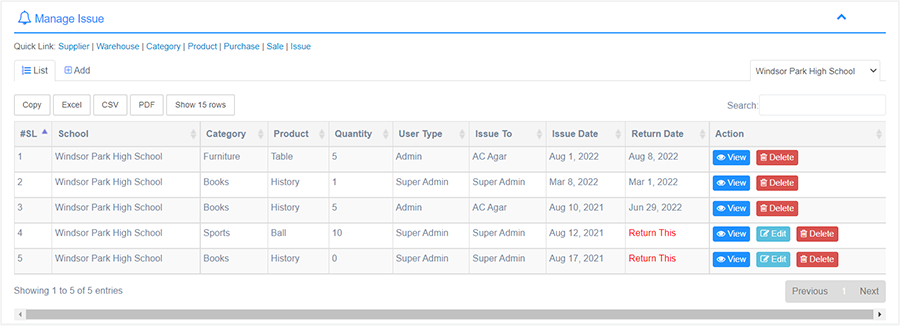 Manage Issue
Quick Link: Supplier | Warehouse | Category | Product | Purchase | Sale | Issue
List Add Windsor Park High School
Copy Excel CSV PDF Show 15 rows Search:
#SL School Category Product Quantity User Type Issue To Issue Date Return Date Action
1 Windsor Park High School Furniture Table 5 Admin AC Agar Aug 1, 2022 Aug 8, 2022 View Delete
2 Windsor Park High School Books History 1 Super Admin Super Admin Mar 8, 2022 Mar 1, 2022 View Delete
3 Windsor Park High School Books History 5 Admin AC Agar Aug 10, 2021 Jun 29, 2022 View Delete
4 Windsor Park High School Sports Ball 10 Super Admin Super Admin Aug 12, 2021 Return This View Edit Delete
5 Windsor Park High School Books History 0 Super Admin Super Admin Aug 17, 2021 Return This View Edit Delete
Showing 1 to 5 of 5 entries Previous 1 Next